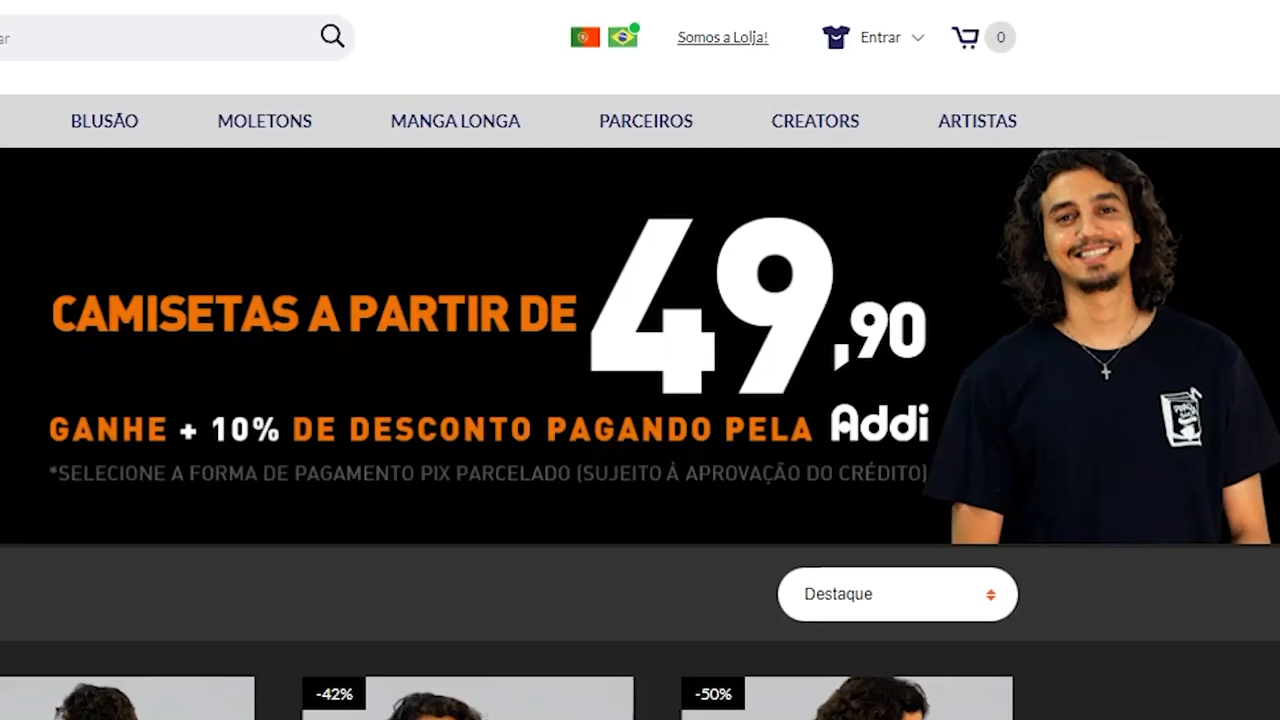 ar
Somos a Lolja!
Entrar
0
BLUSÃO
MOLETONS
MANGA LONGA
PARCEIROS
CREATORS
ARTISTAS
CAMISETAS A PARTIR DE 49,90
GANHE + 10% DE DESCONTO PAGANDO PELA Addi
*SELECIONE A FORMA DE PAGAMENTO PIX PARCELADO (SUJEITO À APROVAÇÃO DO CRÉDITO)
Destaque
-42%
-50%